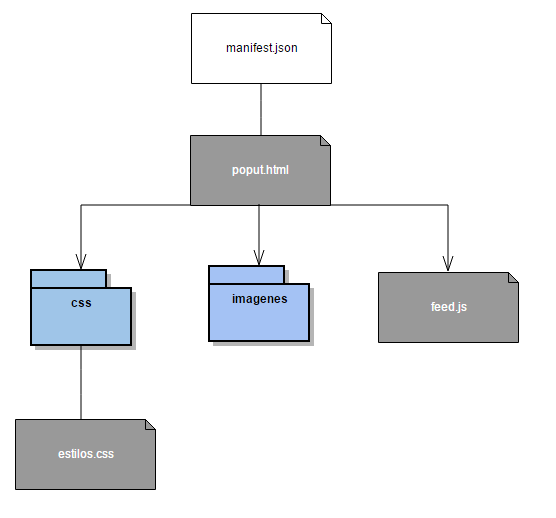 manifest.json
poput.html
css
imagenes
feed.js
estilos.css